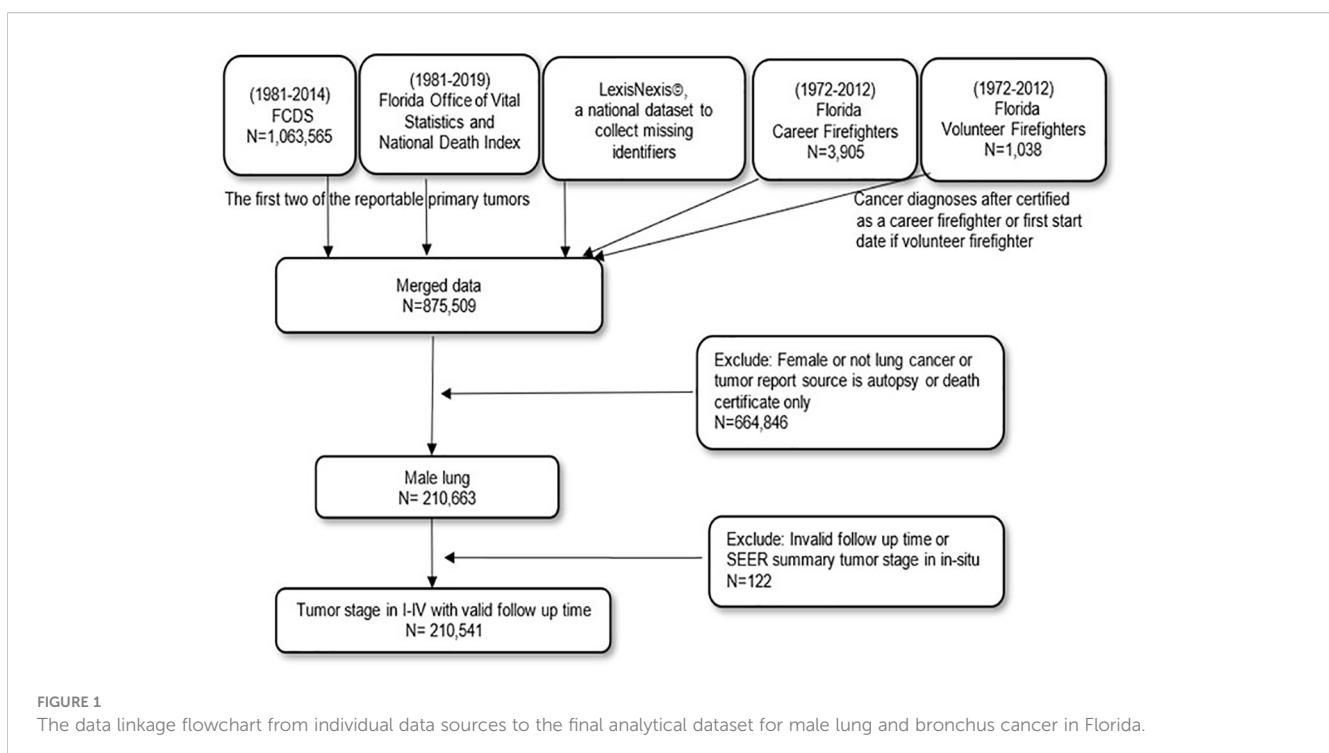 (1981-2014)
FCDS
N=1,063,565
(1981-2019)
Florida Office of Vital
Statistics and
National Death Index
LexisNexis©,
a national dataset to
collect missing
identifiers
(1972-2012)
Florida
Career Firefighters
N=3,905
(1972-2012)
Florida
Volunteer Firefighters
N=1,038
The first two of the reportable primary tumors
Cancer diagnoses after certified
as a career firefighter or first start
date if volunteer firefighter
Merged data
N=875,509
Exclude: Female or not lung cancer or
tumor report source is autopsy or death
certificate only
N=664,846
Male lung
N= 210,663
Exclude: Invalid follow up time or
SEER summary tumor stage in in-situ
N=122
Tumor stage in I-IV with valid follow up time
N= 210,541
FIGURE 1
The data linkage flowchart from individual data sources to the final analytical dataset for male lung and bronchus cancer in Florida.